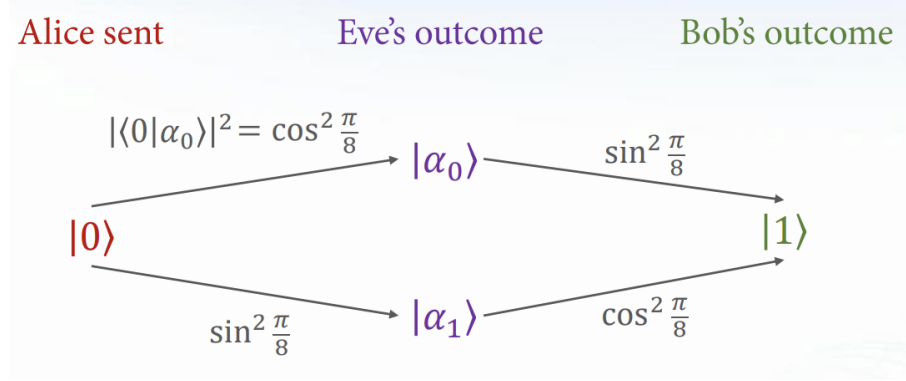 Alice sent Eve's outcome Bob's outcome
|⟨0|α₀⟩|² = cos² π/8
|α₀⟩
sin² π/8
|0⟩
|1⟩
sin² π/8
|α₁⟩
cos² π/8